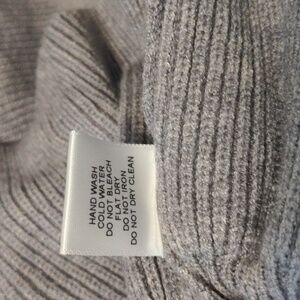 HAND WASH
COLD WATER
DO NOT BLEACH
FLAT DRY
DO NOT IRON
DO NOT DRY CLEAN